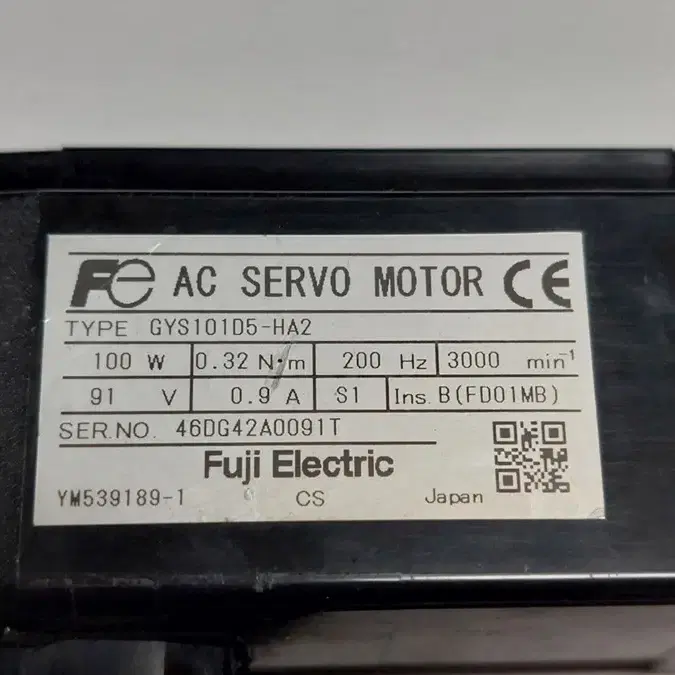 Fe AC SERVO MOTOR CE
TYPE GYS101D5-HA2
100 W 0.32 N·m 200 Hz 3000 min⁻¹
91 V 0.9 A S1 Ins. B(FD01MB)
SER.NO. 46DG42A0091T
Fuji Electric
YM539189-1 CS Japan